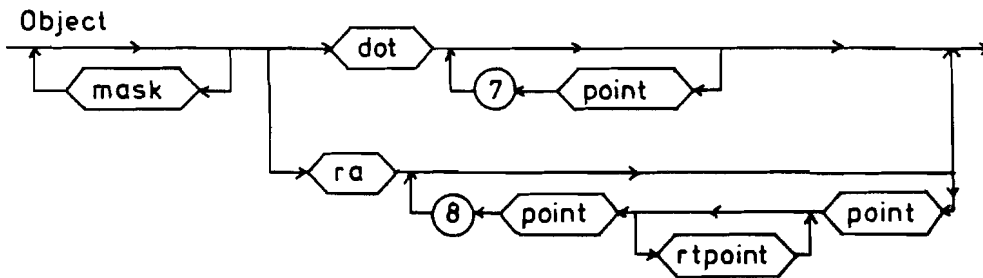 Object
dot
mask
7 point
ra
8 point point
rtpoint